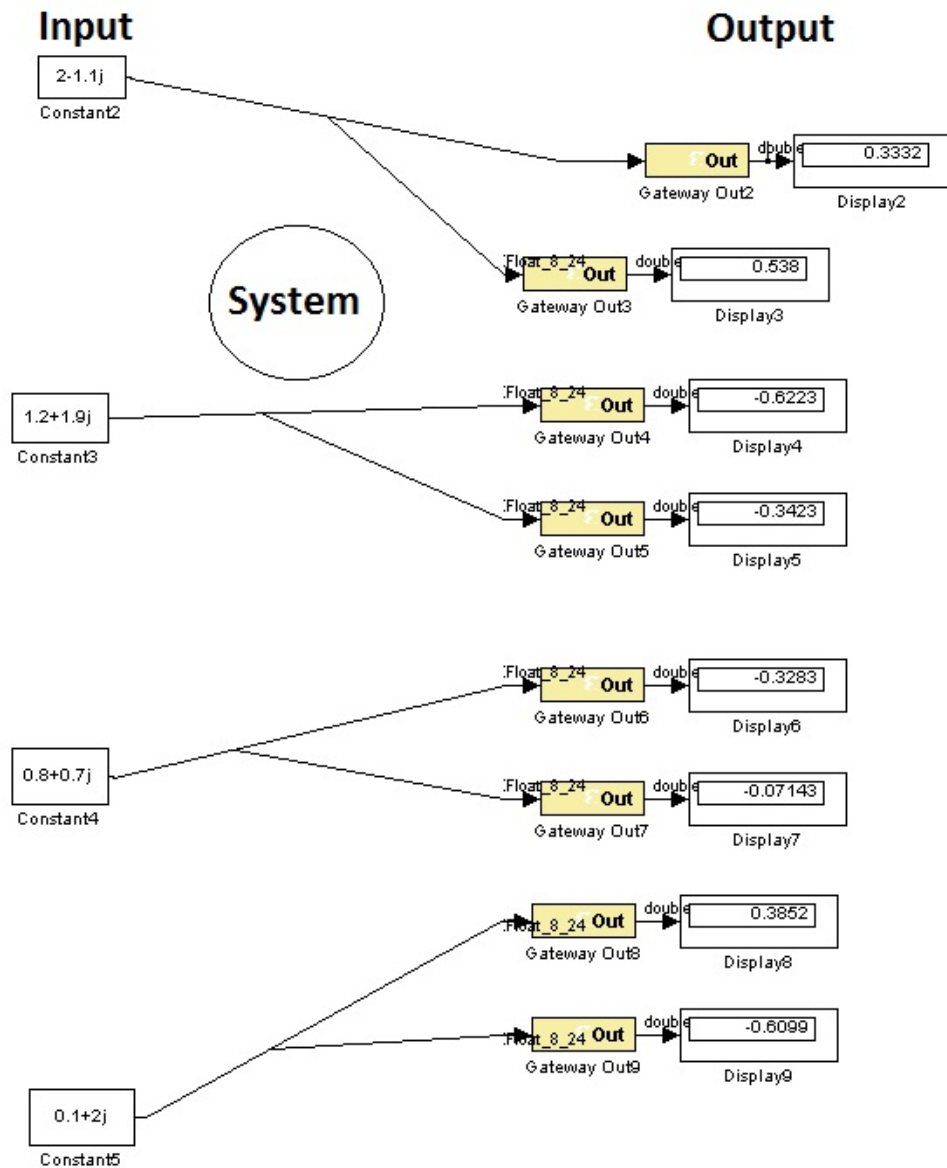 Input
Output
2-1.1j
Constant2
Out
double
0.3332
Gateway Out2
Display2
Float_8_24
Out
double
0.538
Gateway Out3
Display3
System
1.2+1.9j
Constant3
Float_8_24
Out
double
-0.6223
Gateway Out4
Display4
Float_8_24
Out
double
-0.3423
Gateway Out5
Display5
0.8+0.7j
Constant4
Float_8_24
Out
double
-0.3283
Gateway Out6
Display6
Float_8_24
Out
double
-0.07143
Gateway Out7
Display7
Float_8_24
Out
double
0.3852
Gateway Out8
Display8
Float_8_24
Out
double
-0.6099
Gateway Out9
Display9
0.1+2j
Constant5